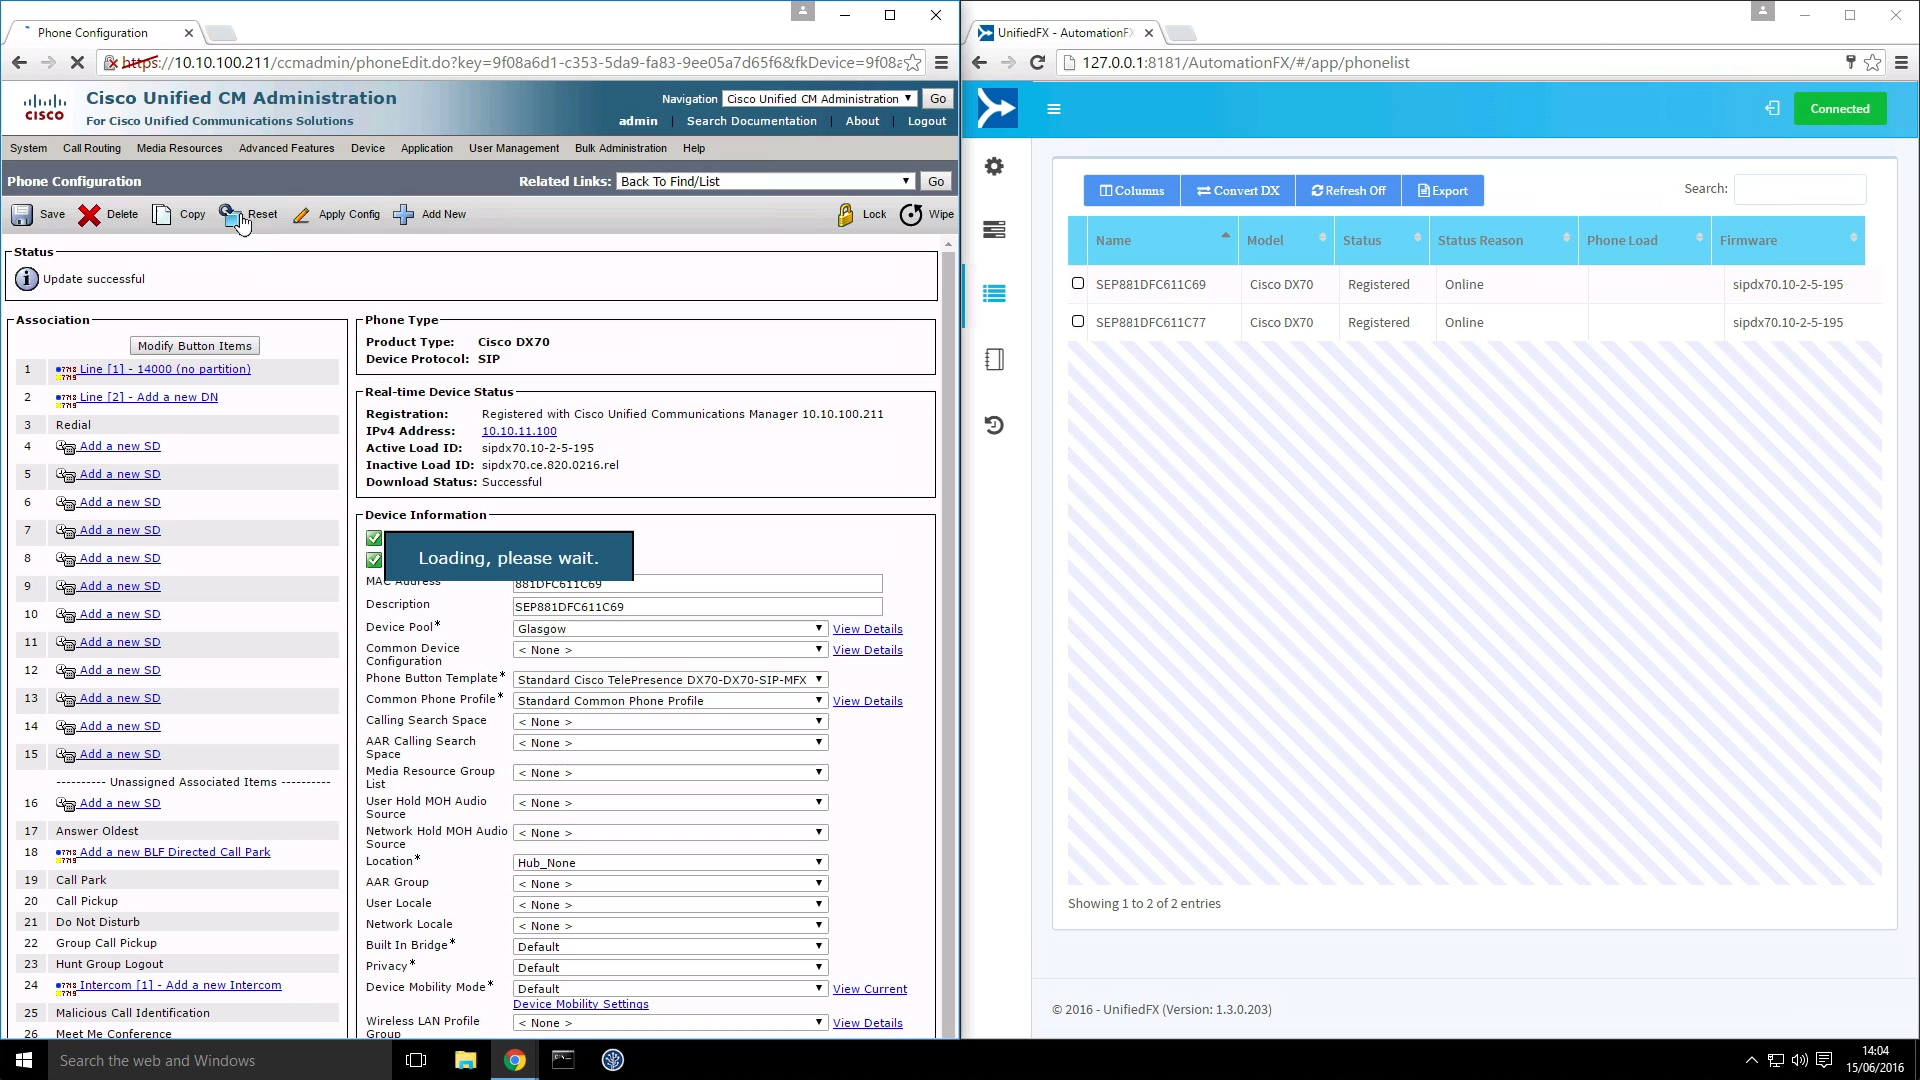 Phone Configuration
https://10.10.100.211/ccmadmin/phoneEdit.do?key=9f08a6d1-c353-5da9-fa83-9ee05a7d65f6&fkDevice=9f08a
CISCO
Cisco Unified CM Administration
For Cisco Unified Communications Solutions
Navigation Cisco Unified CM Administration Go
admin | Search Documentation | About | Logout
System Call Routing Media Resources Advanced Features Device Application User Management Bulk Administration Help
Phone Configuration
Related Links: Back To Find/List Go
Save Delete Copy Reset Apply Config Add New Lock Wipe
Status
Update successful
Association
Modify Button Items
1 Line [1] - 14000 (no partition)
2 Line [2] - Add a new DN
3 Redial
4 Add a new SD
5 Add a new SD
6 Add a new SD
7 Add a new SD
8 Add a new SD
9 Add a new SD
10 Add a new SD
11 Add a new SD
12 Add a new SD
13 Add a new SD
14 Add a new SD
15 Add a new SD
---------- Unassigned Associated Items ----------
16 Add a new SD
17 Answer Oldest
18 Add a new BLF Directed Call Park
19 Call Park
20 Call Pickup
21 Do Not Disturb
22 Group Call Pickup
23 Hunt Group Logout
24 Intercom [1] - Add a new Intercom
25 Malicious Call Identification
26 Meet Me Conference
Phone Type
Product Type: Cisco DX70
Device Protocol: SIP
Real-time Device Status
Registration: Registered with Cisco Unified Communications Manager 10.10.100.211
IPv4 Address: 10.10.11.100
Active Load ID: sipdx70.10-2-5-195
Inactive Load ID: sipdx70.ce.820.0216.rel
Download Status: Successful
Device Information
Loading, please wait.
MAC Address 881DFC611C69
Description SEP881DFC611C69
Device Pool* Glasgow View Details
Common Device Configuration < None > View Details
Phone Button Template* Standard Cisco TelePresence DX70-DX70-SIP-MFX
Common Phone Profile* Standard Common Phone Profile View Details
Calling Search Space < None >
AAR Calling Search Space < None >
Media Resource Group List < None >
User Hold MOH Audio Source < None >
Network Hold MOH Audio Source < None >
Location* Hub_None
AAR Group < None >
User Locale < None >
Network Locale < None >
Built In Bridge* Default
Privacy* Default
Device Mobility Mode* Default View Current
Device Mobility Settings
Wireless LAN Profile Group < None > View Details
UnifiedFX - AutomationFX
127.0.0.1:8181/AutomationFX/#/app/phonelist
Connected
Columns Convert DX Refresh Off Export
Search:
Name Model Status Status Reason Phone Load Firmware
SEP881DFC611C69 Cisco DX70 Registered Online sipdx70.10-2-5-195
SEP881DFC611C77 Cisco DX70 Registered Online sipdx70.10-2-5-195
Showing 1 to 2 of 2 entries
© 2016 - UnifiedFX (Version: 1.3.0.203)
Search the web and Windows
14:04
15/06/2016